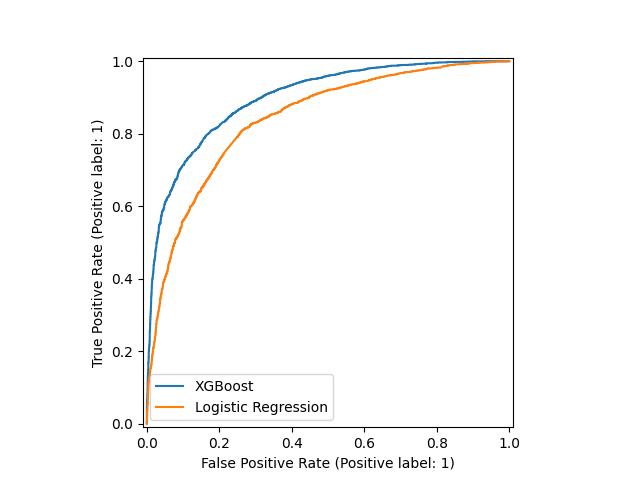 1.0
0.8
0.6
0.4
0.2
0.0
True Positive Rate (Positive label: 1)
XGBoost
Logistic Regression
0.0 0.2 0.4 0.6 0.8 1.0
False Positive Rate (Positive label: 1)